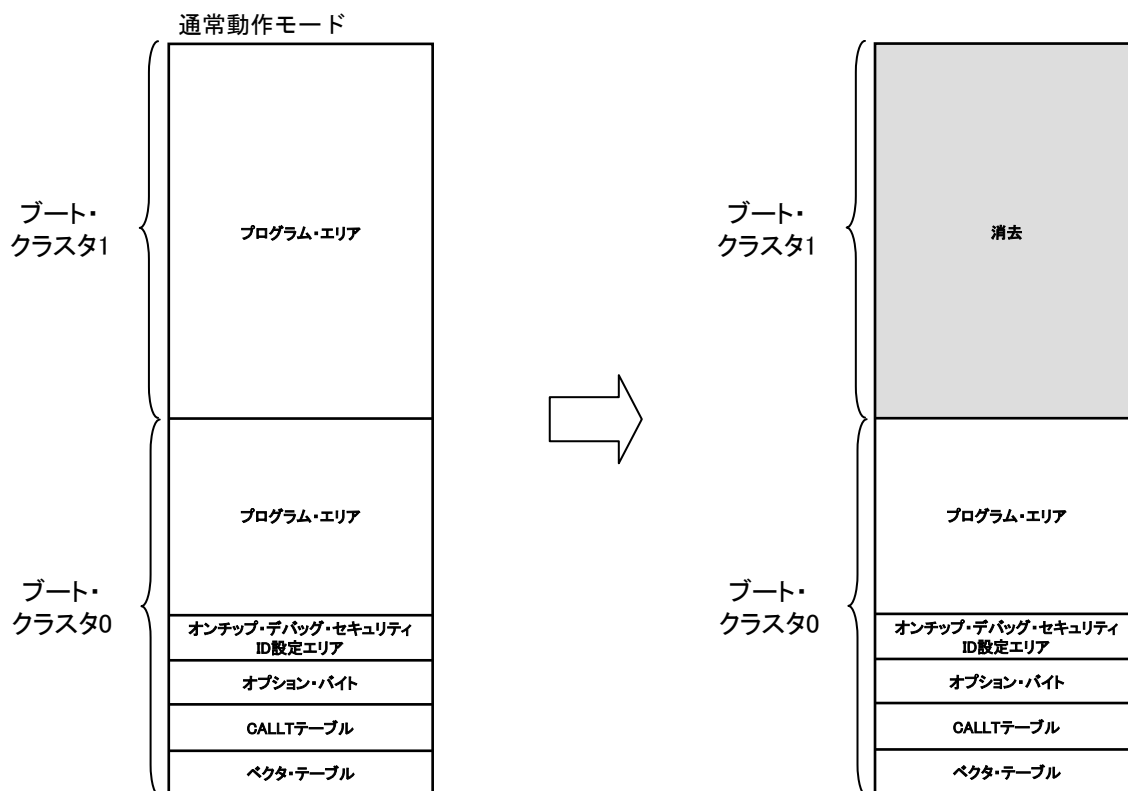 通常動作モード
ブート・
クラスタ1
プログラム・エリア
ブート・
クラスタ0
プログラム・エリア
オンチップ・デバッグ・セキュリティ
ID設定エリア
オプション・バイト
CALLTテーブル
ベクタ・テーブル
ブート・
クラスタ1
消去
ブート・
クラスタ0
プログラム・エリア
オンチップ・デバッグ・セキュリティ
ID設定エリア
オプション・バイト
CALLTテーブル
ベクタ・テーブル